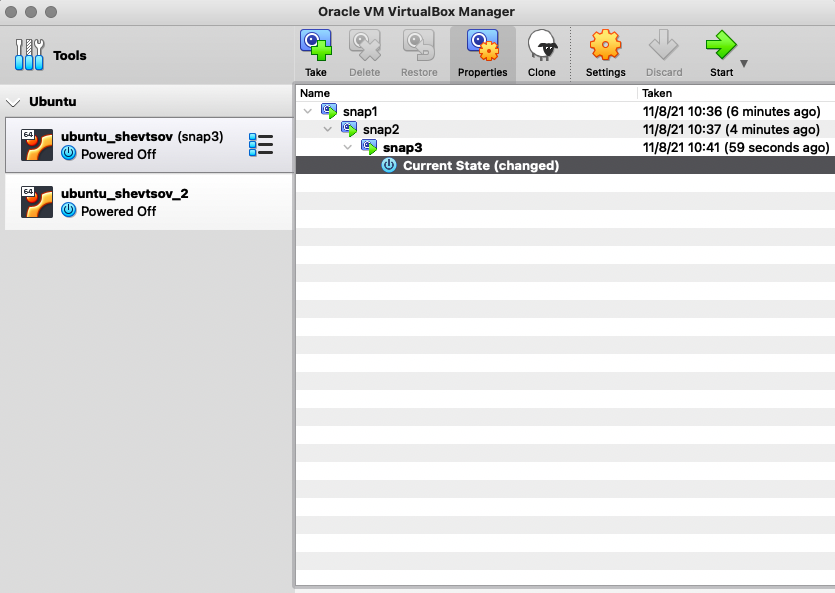 Oracle VM VirtualBox Manager
Tools
Take Delete Restore Properties Clone Settings Discard Start
Ubuntu
64
ubuntu_shevtsov (snap3)
Powered Off
64
ubuntu_shevtsov_2
Powered Off
Name Taken
snap1 11/8/21 10:36 (6 minutes ago)
snap2 11/8/21 10:37 (4 minutes ago)
snap3 11/8/21 10:41 (59 seconds ago)
Current State (changed)